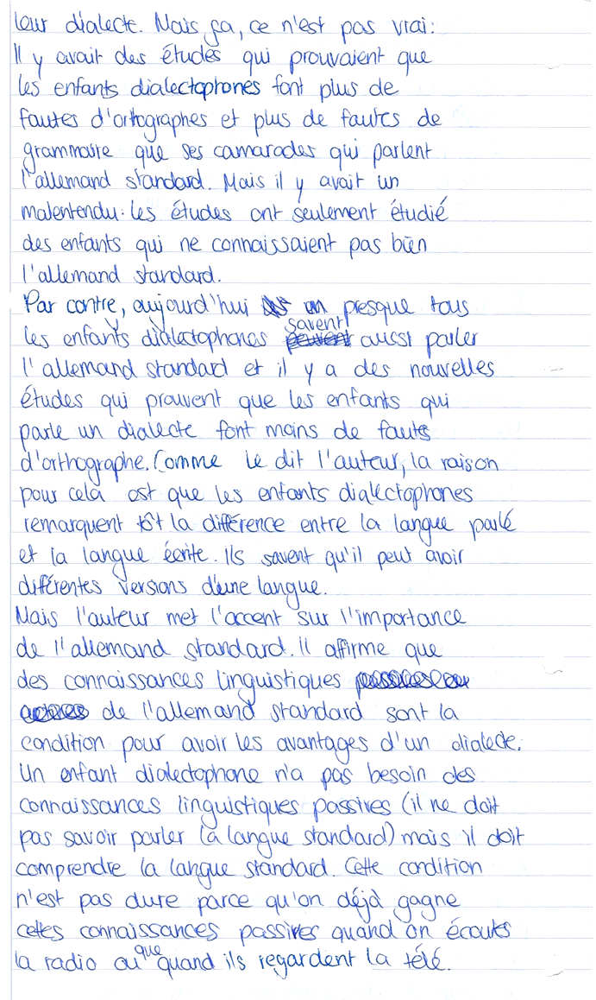 leur dialecte. Mais ça, ce n'est pas vrai:
Il y avait des études qui prouvaient que
les enfants dialectophones font plus de
fautes d'ortographes et plus de fautes de
grammaire que ses camarades qui parlent
l'allemand standard. Mais il y avait un
malentendu: les études ont seulement étudié
des enfants qui ne connaissaient pas bien
l'allemand standard.
Par contre, aujourd'hui presque tous
les enfants dialectophones savent aussi parler
l'allemand standard et il y a des nouvelles
études qui prouvent que les enfants qui
parle un dialecte font moins de fauts
d'orthographe. Comme le dit l'auteur, la raison
pour cela est que les enfants dialectophones
remarquent tôt la différence entre la langue parlé
et la langue écrite. Ils savent qu'il peut avoir
différentes versions d'une langue.
Mais l'auteur met l'accent sur l'importance
de l'allemand standard. Il affirme que
des connaissances linguistiques
de l'allemand standard sont la
condition pour avoir les avantages d'un dialecte.
Un enfant dialectophone n'a pas besoin des
connaissances linguistiques passives (il ne doit
pas savoir parler la langue standard) mais il doit
comprendre la langue standard. Cette condition
n'est pas dure parce qu'on déjà gagne
cettes connaissances passives quand on écouts
la radio ou que quand ils regardent la télé.